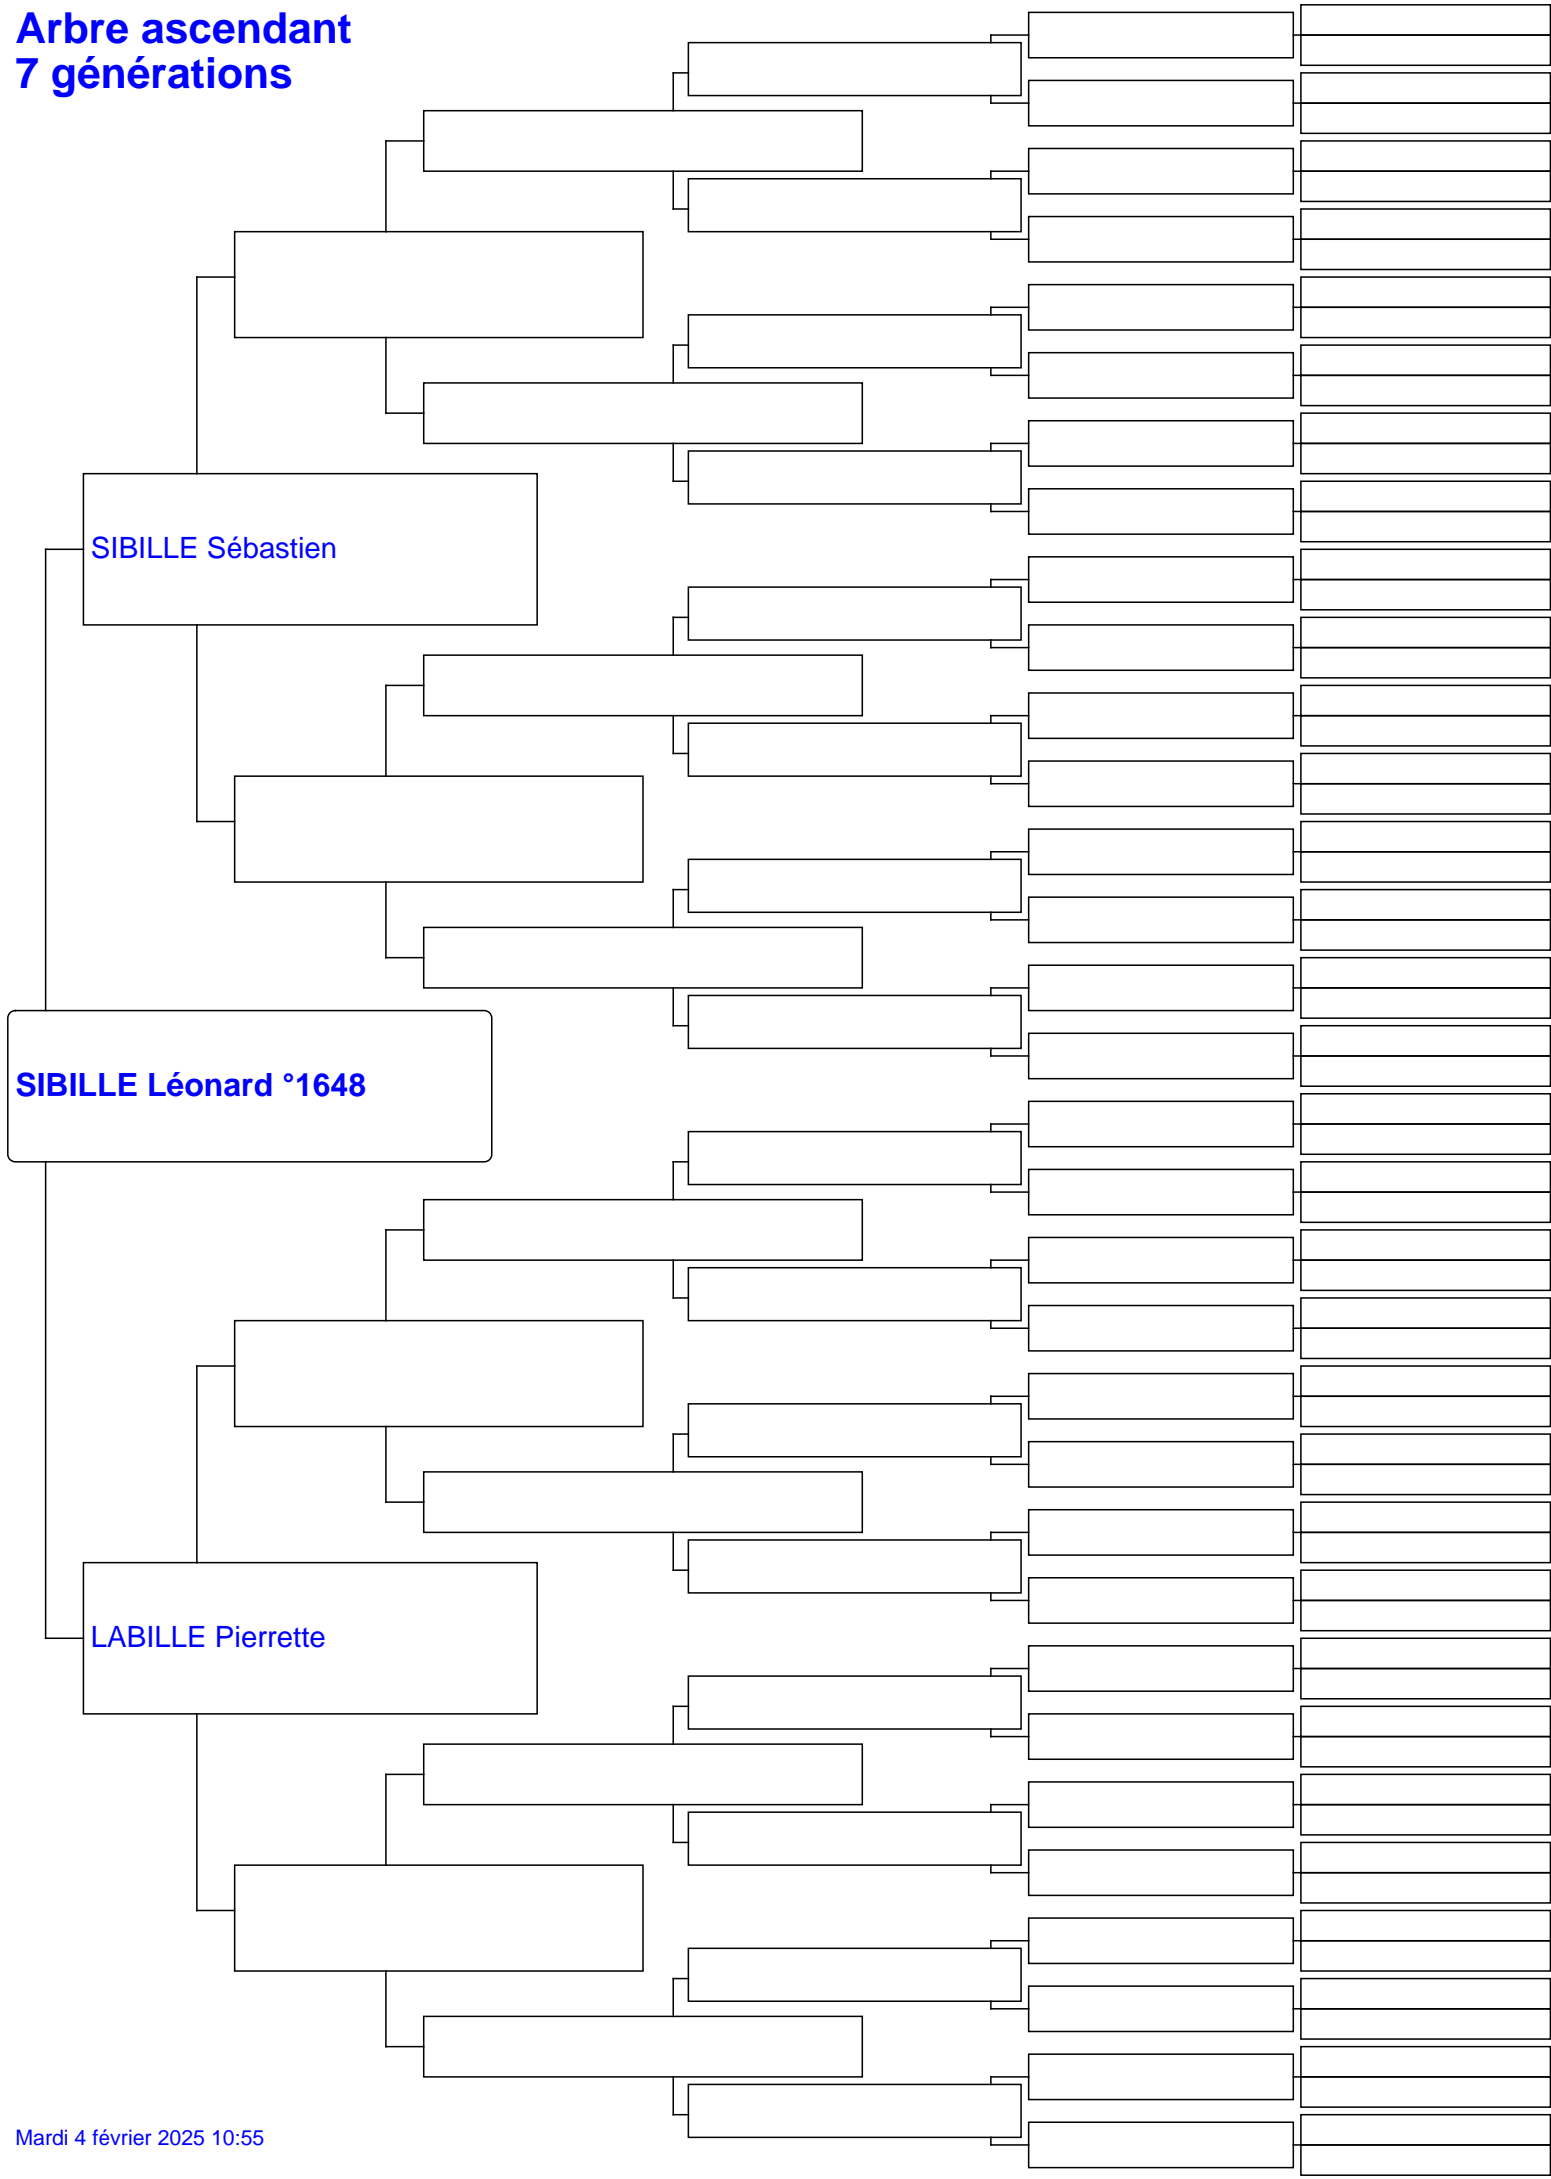 Arbre ascendant
7 générations
SIBILLE Sébastien
SIBILLE Léonard °1648
LABILLE Pierrette
Mardi 4 février 2025 10:55